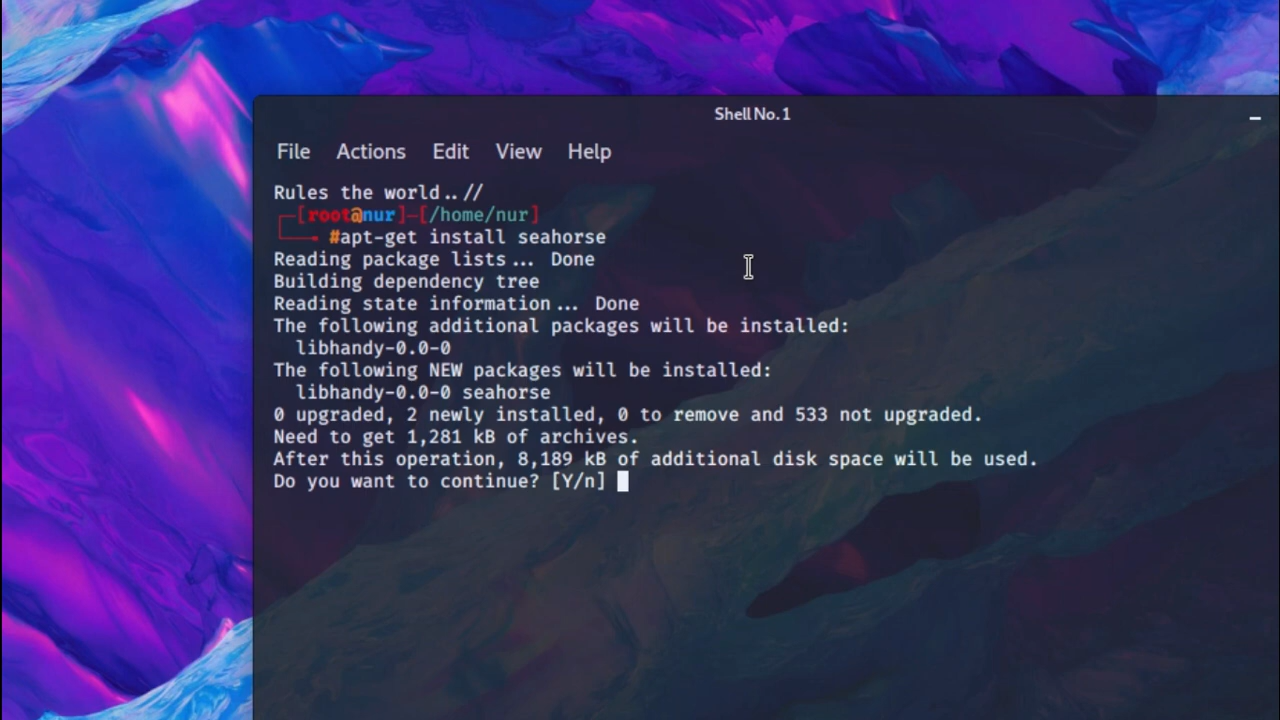 Shell No. 1
File Actions Edit View Help
Rules the world..//
┌─[root@nur]─[/home/nur]
└──╼ #apt-get install seahorse
Reading package lists... Done
Building dependency tree
Reading state information... Done
The following additional packages will be installed:
  libhandy-0.0-0
The following NEW packages will be installed:
  libhandy-0.0-0 seahorse
0 upgraded, 2 newly installed, 0 to remove and 533 not upgraded.
Need to get 1,281 kB of archives.
After this operation, 8,189 kB of additional disk space will be used.
Do you want to continue? [Y/n]